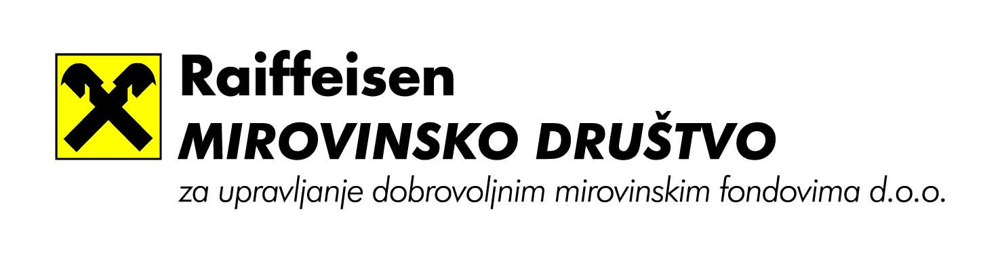 Raiffeisen
MIROVINSKO DRUŠTVO
za upravljanje dobrovoljnim mirovinskim fondovima d.o.o.